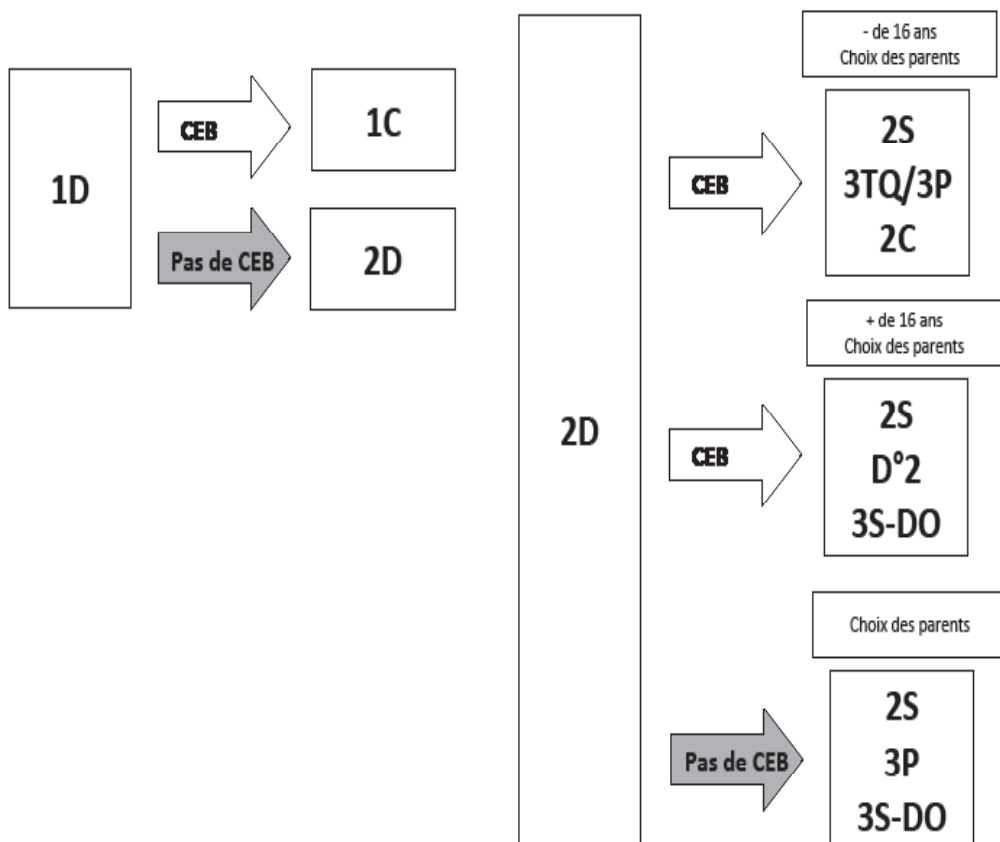 1D
CEB
1C
Pas de CEB
2D
2D
- de 16 ans
Choix des parents
CEB
2S
3TQ/3P
2C
+ de 16 ans
Choix des parents
CEB
2S
D°2
3S-DO
Choix des parents
Pas de CEB
2S
3P
3S-DO